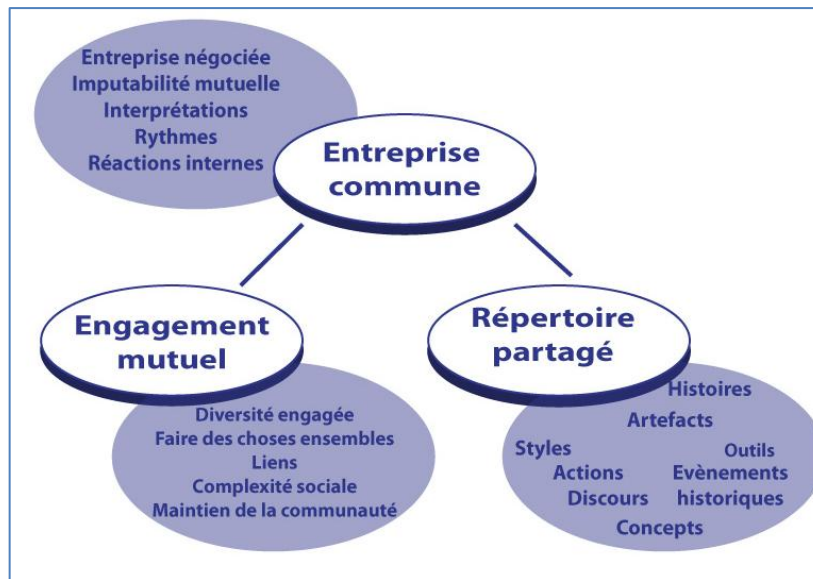 Entreprise négociée
Imputabilité mutuelle
Interprétations
Rythmes
Réactions internes
Entreprise
commune
Engagement
mutuel
Diversité engagée
Faire des choses ensembles
Liens
Complexité sociale
Maintien de la communauté
Répertoire
partagé
Histoires
Artefacts
Styles
Outils
Actions
Evènements
historiques
Discours
Concepts